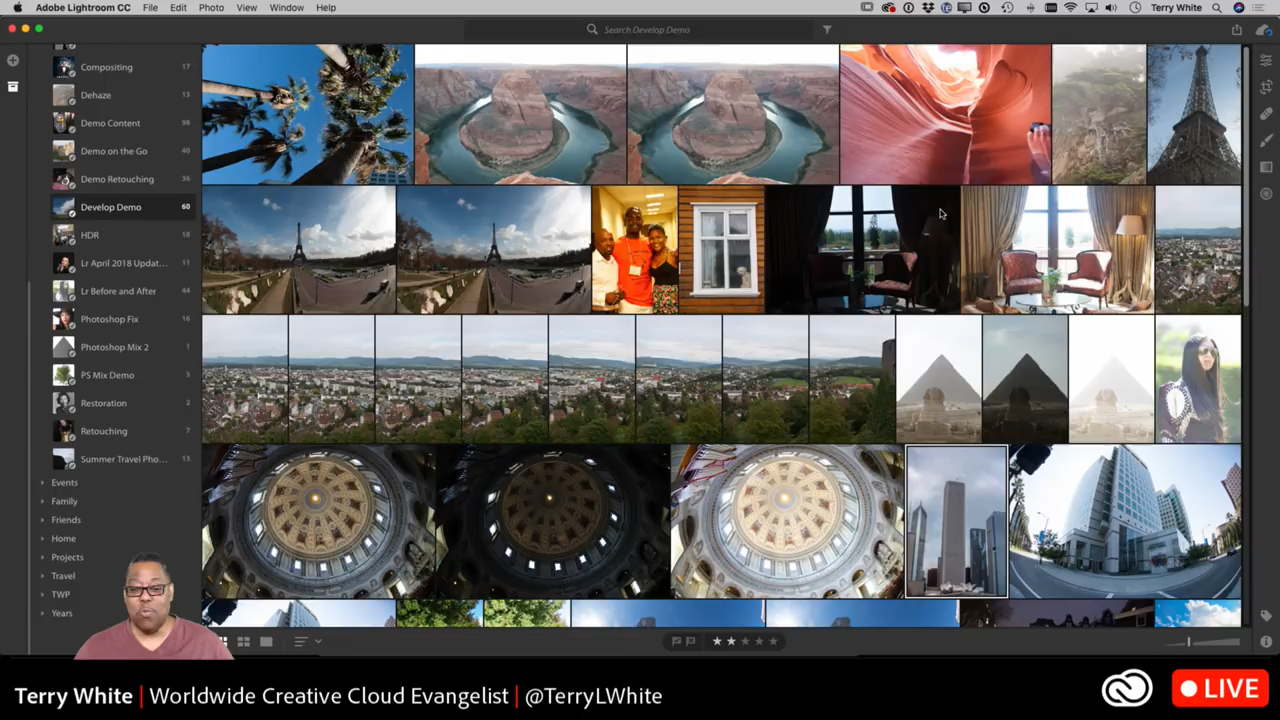 Adobe Lightroom CC File Edit Photo View Window Help
Terry White
Search Develop Demo
Compositing 17
Dehaze 13
Demo Content 98
Demo on the Go 40
Demo Retouching 36
Develop Demo 60
HDR 18
Lr April 2018 Updat... 11
Lr Before and After 44
Photoshop Fix 16
Photoshop Mix 2 1
PS Mix Demo 3
Restoration 2
Retouching 7
Summer Travel Pho... 13
Events
Family
Friends
Home
Projects
Travel
TWP
Years
Terry White | Worldwide Creative Cloud Evangelist | @TerryLWhite
LIVE